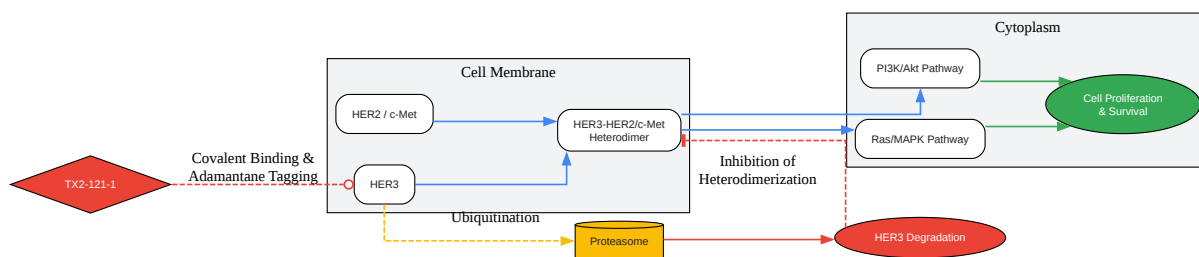 Cytoplasm
Cell Membrane
PI3K/Akt Pathway
HER2 / c-Met
HER3-HER2/c-Met
Heterodimer
Cell Proliferation
& Survival
Ras/MAPK Pathway
Covalent Binding &
Adamantane Tagging
TX2-121-1
HER3
Inhibition of
Heterodimerization
Ubiquitination
Proteasome
HER3 Degradation